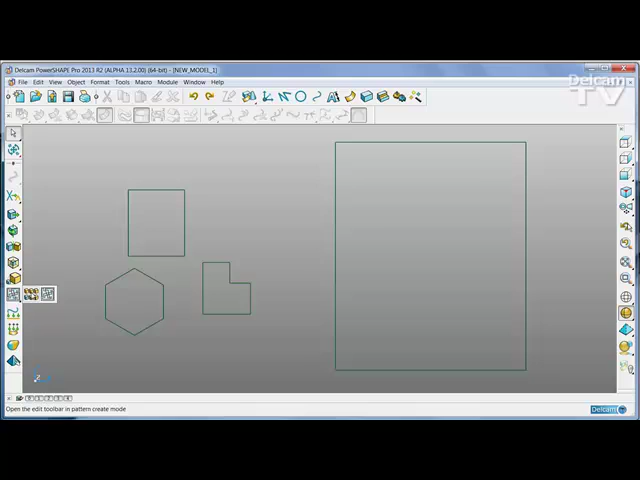 Delcam PowerSHAPE Pro 2013 R2 (ALPHA 13.2.00) (64-bit) - [NEW_MODEL_1]
File Edit View Object Format Tools Macro Module Window Help
Delcam
TV
Open the edit toolbar in pattern create mode
Delcam